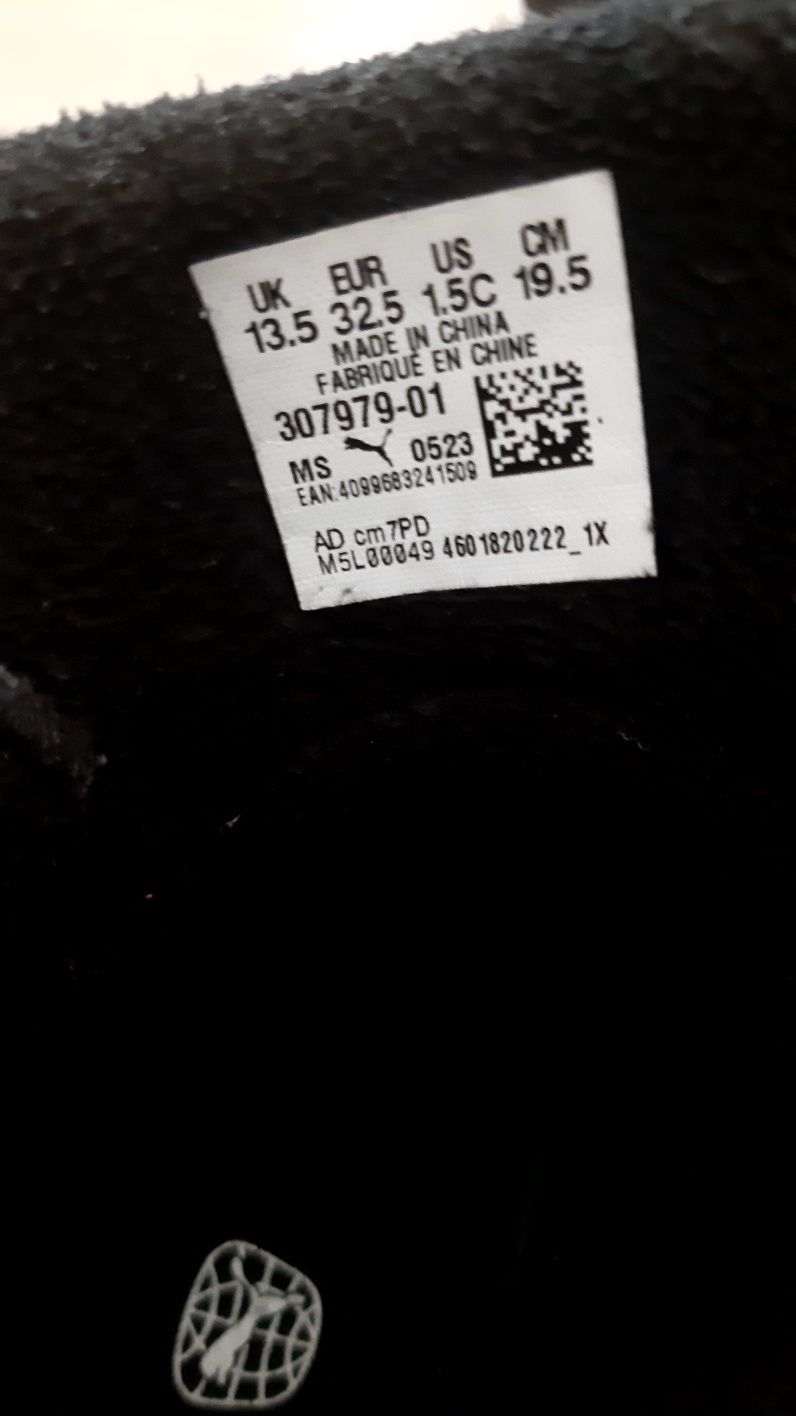 UK EUR US CM
13.5 32.5 1.5C 19.5
MADE IN CHINA
FABRIQUÉ EN CHINE
307979-01
MS 0523
EAN:4099683241509
AD cm7PD
M5L00049 4601820222_1X